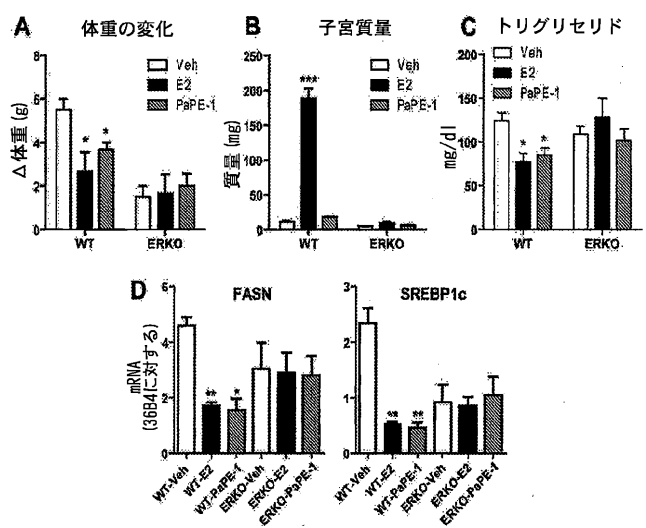 A 体重の変化
Δ体重(g)
8
6
4
2
0
Veh
E2
PaPE-1
*
*
WT
ERKO
B 子宮質量
質量(mg)
250
200
150
100
50
0
Veh
E2
PaPE-1
***
WT
ERKO
C トリグリセリド
mg/dl
200
150
100
50
0
Veh
E2
PaPE-1
*
*
WT
ERKO
D
FASN
mRNA
(36B4に対する)
6
4
2
0
**
*
WT-Veh
WT-E2
WT-PaPE-1
ERKO-Veh
ERKO-E2
ERKO-PaPE-1
SREBP1c
3
2
1
0
**
**
WT-Veh
WT-E2
WT-PaPE-1
ERKO-Veh
ERKO-E2
ERKO-PaPE-1